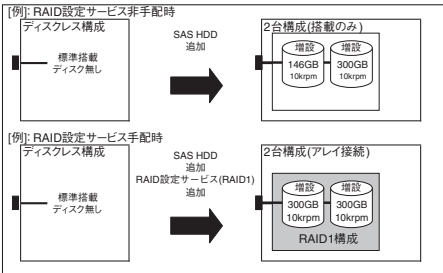 [例]: RAID設定サービス非手配時
ディスクレス構成
標準搭載
ディスク無し
SAS HDD
追加
2台構成(搭載のみ)
増設
146GB
10krpm
増設
300GB
10krpm
[例]: RAID設定サービス手配時
ディスクレス構成
標準搭載
ディスク無し
SAS HDD
追加
RAID設定サービス(RAID1)
追加
2台構成(アレイ接続)
増設
300GB
10krpm
増設
300GB
10krpm
RAID1構成